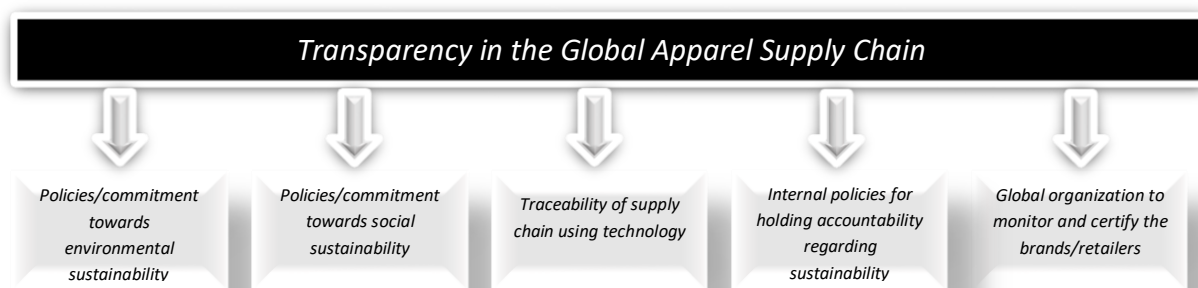 Transparency in the Global Apparel Supply Chain
Policies/commitment
towards
environmental
sustainability
Policies/commitment
towards social
sustainability
Traceability of supply
chain using technology
Internal policies for
holding accountability
regarding
sustainability
Global organization to
monitor and certify the
brands/retailers